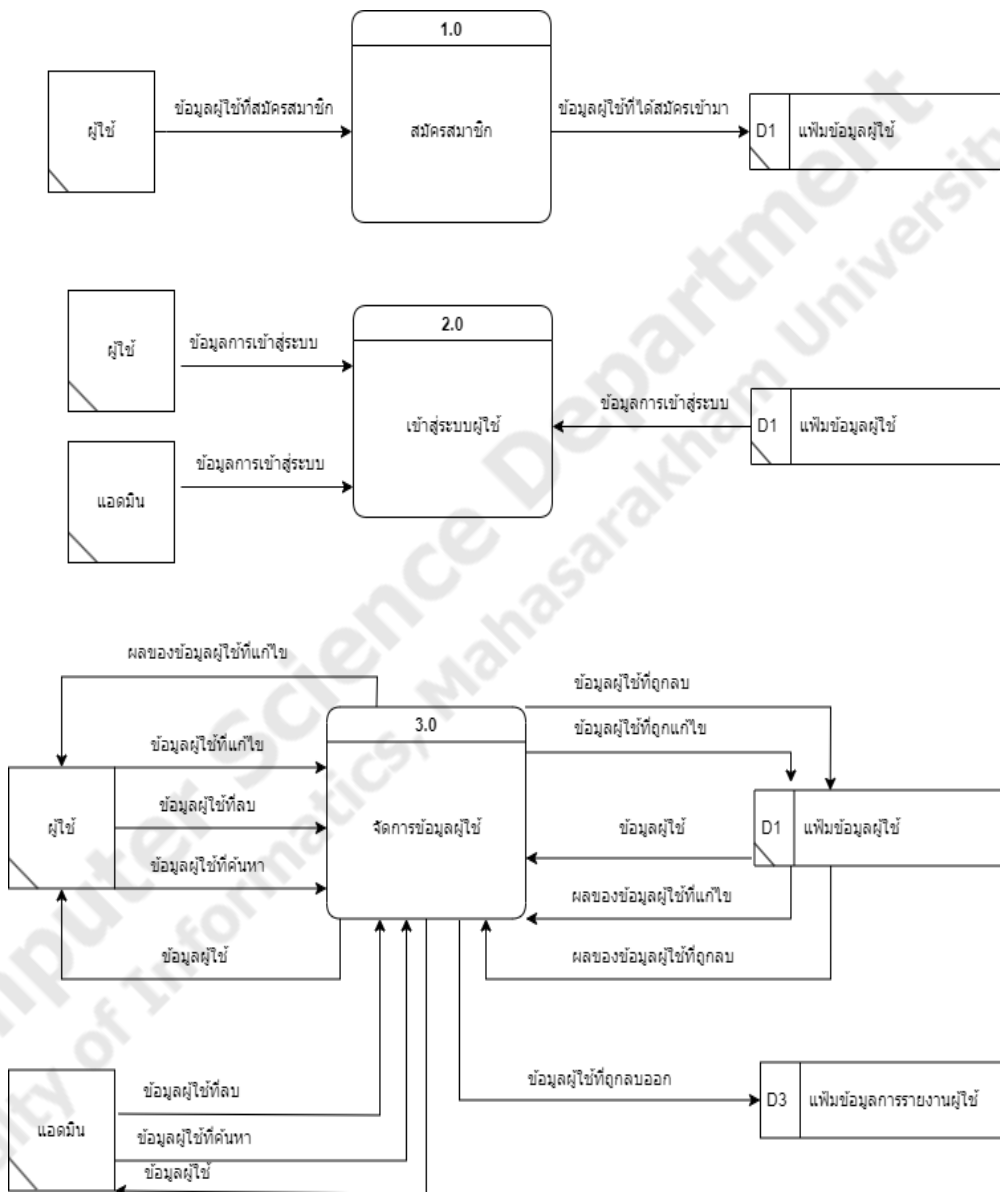 1.0
ผู้ใช้
ข้อมูลผู้ใช้ที่สมัครสมาชิก
สมัครสมาชิก
ข้อมูลผู้ใช้ที่ได้สมัครเข้ามา
D1
แฟ้มข้อมูลผู้ใช้
2.0
ผู้ใช้
ข้อมูลการเข้าสู่ระบบ
เข้าสู่ระบบผู้ใช้
ข้อมูลการเข้าสู่ระบบ
D1
แฟ้มข้อมูลผู้ใช้
แอดมิน
ข้อมูลการเข้าสู่ระบบ
ผลของข้อมูลผู้ใช้ที่แก้ไข
ข้อมูลผู้ใช้ที่ถูกลบ
3.0
ข้อมูลผู้ใช้ที่ถูกแก้ไข
ข้อมูลผู้ใช้ที่แก้ไข
ข้อมูลผู้ใช้ที่ลบ
ผู้ใช้
จัดการข้อมูลผู้ใช้
ข้อมูลผู้ใช้
D1
แฟ้มข้อมูลผู้ใช้
ข้อมูลผู้ใช้ที่ค้นหา
ผลของข้อมูลผู้ใช้ที่แก้ไข
ข้อมูลผู้ใช้
ผลของข้อมูลผู้ใช้ที่ถูกลบ
ข้อมูลผู้ใช้ที่ถูกลบออก
D3
แฟ้มข้อมูลการรายงานผู้ใช้
ข้อมูลผู้ใช้ที่ลบ
แอดมิน
ข้อมูลผู้ใช้ที่ค้นหา
ข้อมูลผู้ใช้
Computer Science Department
Faculty of Informatics, Mahasarakham University